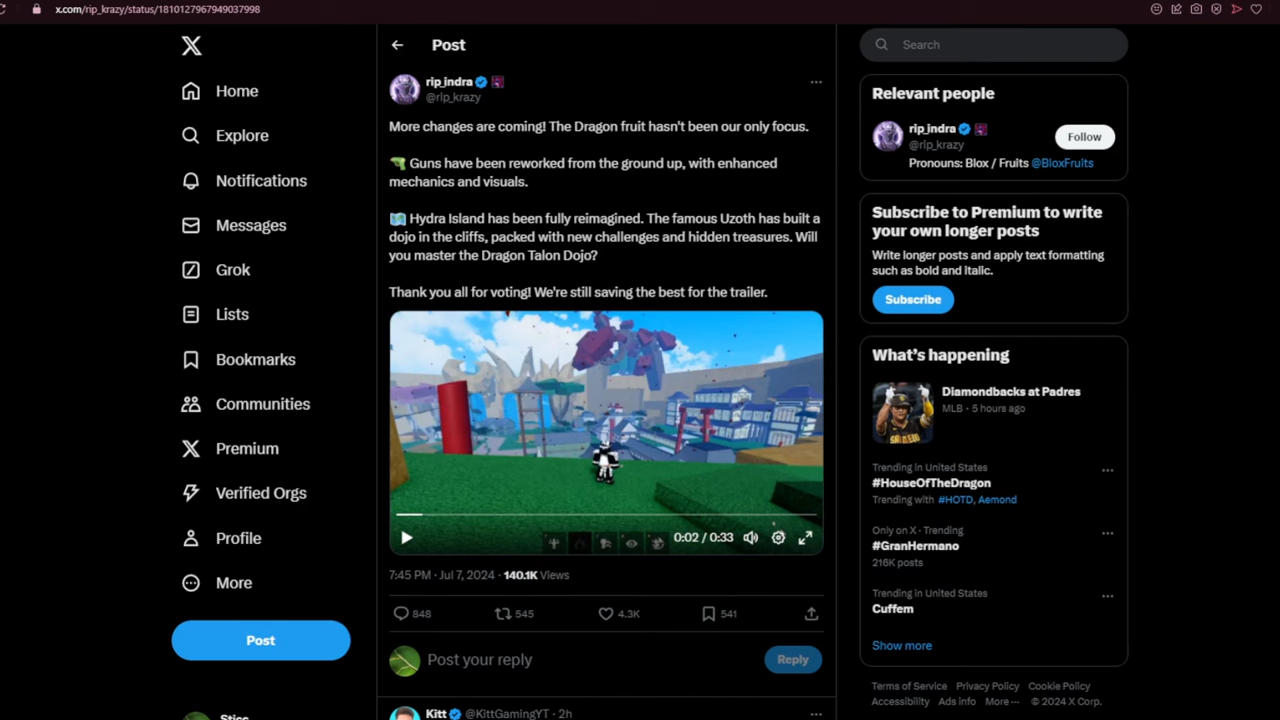 x.com/rip_krazy/status/1810127967949037998
Home
Explore
Notifications
Messages
Grok
Lists
Bookmarks
Communities
Premium
Verified Orgs
Profile
More
Post
Post
rip_indra
@rip_krazy
More changes are coming! The Dragon fruit hasn't been our only focus.
Guns have been reworked from the ground up, with enhanced
mechanics and visuals.
Hydra Island has been fully reimagined. The famous Uzoth has built a
dojo in the cliffs, packed with new challenges and hidden treasures. Will
you master the Dragon Talon Dojo?
Thank you all for voting! We're still saving the best for the trailer.
0:02 / 0:33
7:45 PM · Jul 7, 2024 · 140.1K Views
848
545
4.3K
541
Post your reply
Reply
Kitt @KittGamingYT · 2h
Search
Relevant people
rip_indra
@rip_krazy
Follow
Pronouns: Blox / Fruits @BloxFruits
Subscribe to Premium to write
your own longer posts
Write longer posts and apply text formatting
such as bold and italic.
Subscribe
What's happening
Diamondbacks at Padres
MLB · 5 hours ago
Trending in United States
#HouseOfTheDragon
Trending with #HOTD, Aemond
Only on X · Trending
#GranHermano
216K posts
Trending in United States
Cuffem
Show more
Terms of Service Privacy Policy Cookie Policy
Accessibility Ads info More ··· © 2024 X Corp.